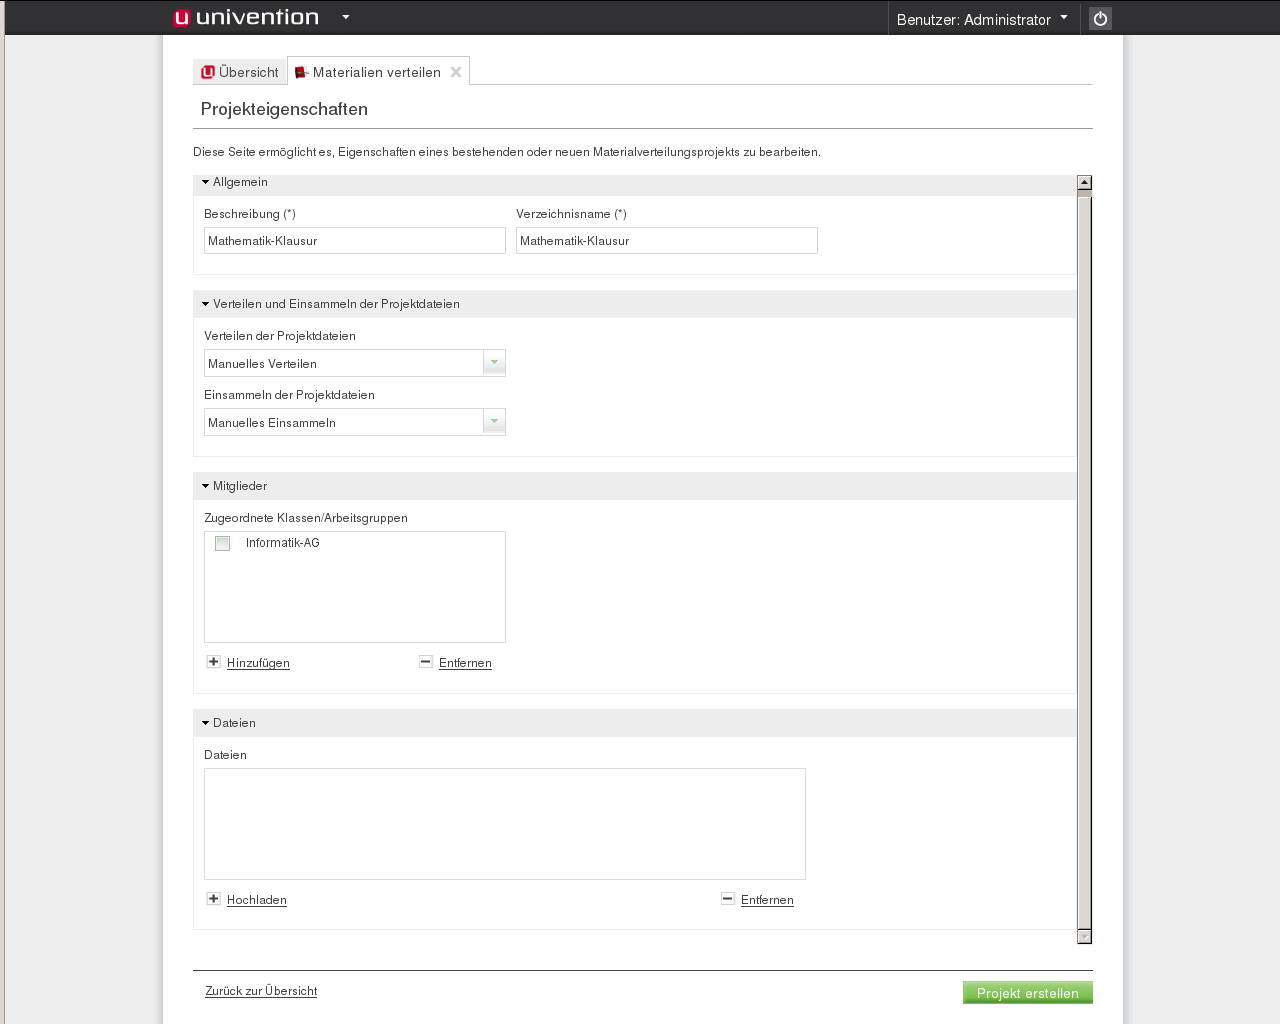 univention
Benutzer: Administrator
Übersicht
Materialien verteilen
Projekteigenschaften
Diese Seite ermöglicht es, Eigenschaften eines bestehenden oder neuen Materialverteilungsprojekts zu bearbeiten.
Allgemein
Beschreibung (*) Verzeichnisname (*)
Mathematik-Klausur Mathematik-Klausur
Verteilen und Einsammeln der Projektdateien
Verteilen der Projektdateien
Manuelles Verteilen
Einsammeln der Projektdateien
Manuelles Einsammeln
Mitglieder
Zugeordnete Klassen/Arbeitsgruppen
Informatik-AG
Hinzufügen Entfernen
Dateien
Dateien
Hochladen Entfernen
Zurück zur Übersicht Projekt erstellen